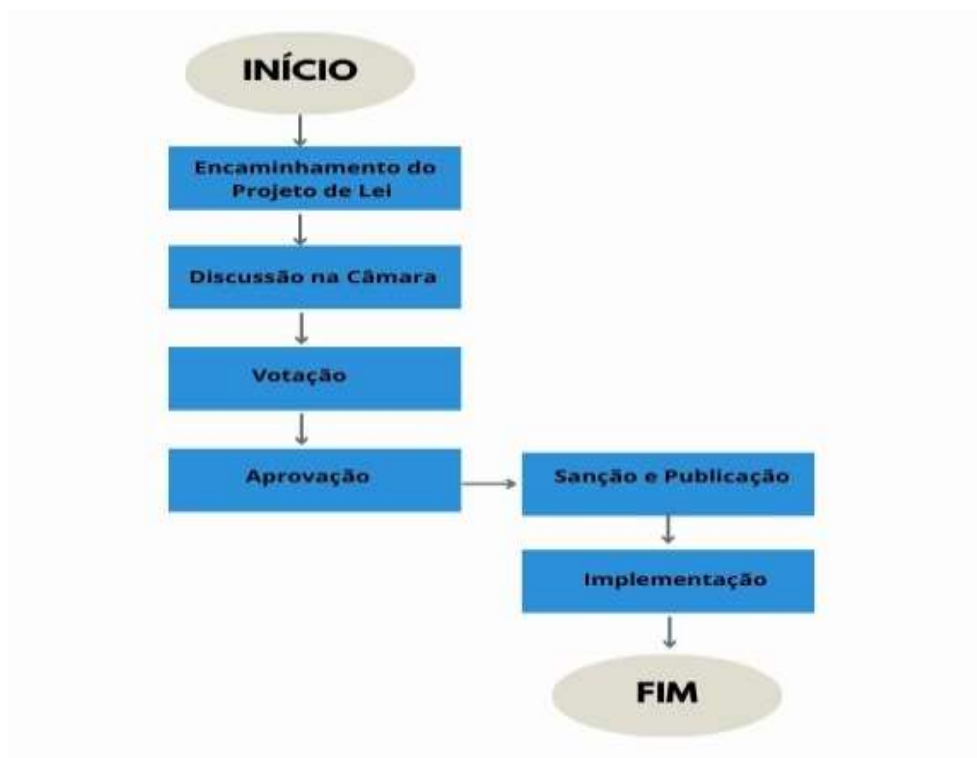 INÍCIO
Encaminhamento do
Projeto de Lei
Discussão na Câmara
Votação
Aprovação
Sanção e Publicação
Implementação
FIM